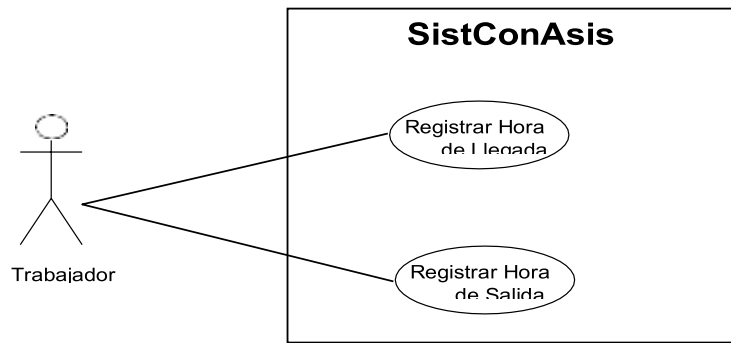 SistConAsis
Registrar Hora
de Llegada
Registrar Hora
de Salida
Trabajador